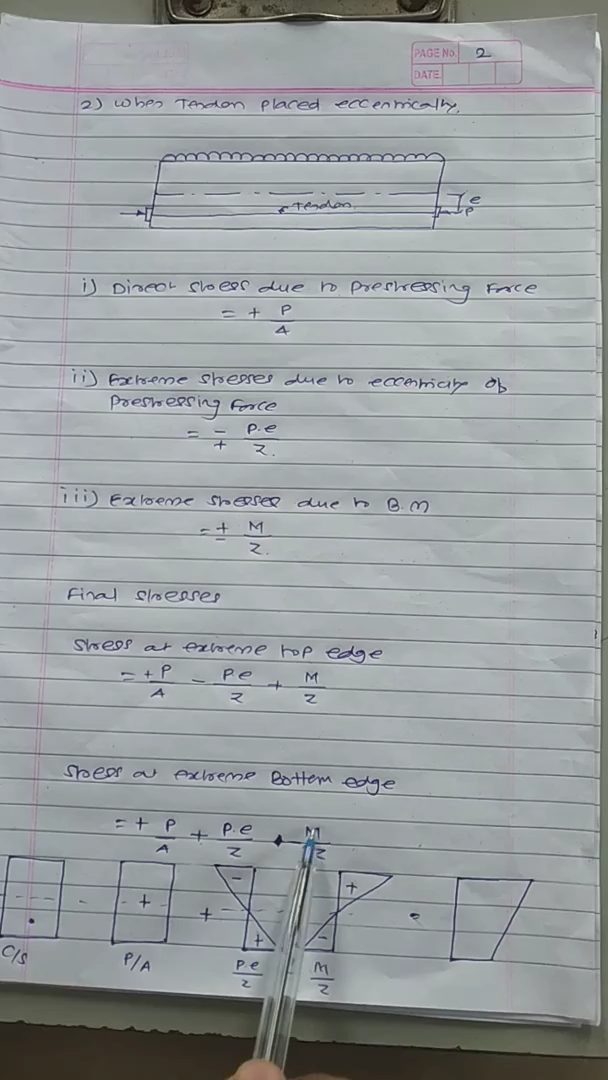 PAGE No. 2
DATE
2) When Tendon placed eccentrically.
e
tendon
P
i) Direct stress due to prestressing Force
= + P/A
ii) Extreme stresses due to eccentricity of
prestressing Force
= ∓ P.e/Z.
iii) Extreme stresses due to B.M
= ± M/Z.
Final stresses
stress at extreme top edge
= +P/A - P.e/Z + M/Z
stress at extreme Bottom edge
= + P/A + P.e/Z - M/Z
+ + - + + -
C/S P/A P.e/Z M/Z